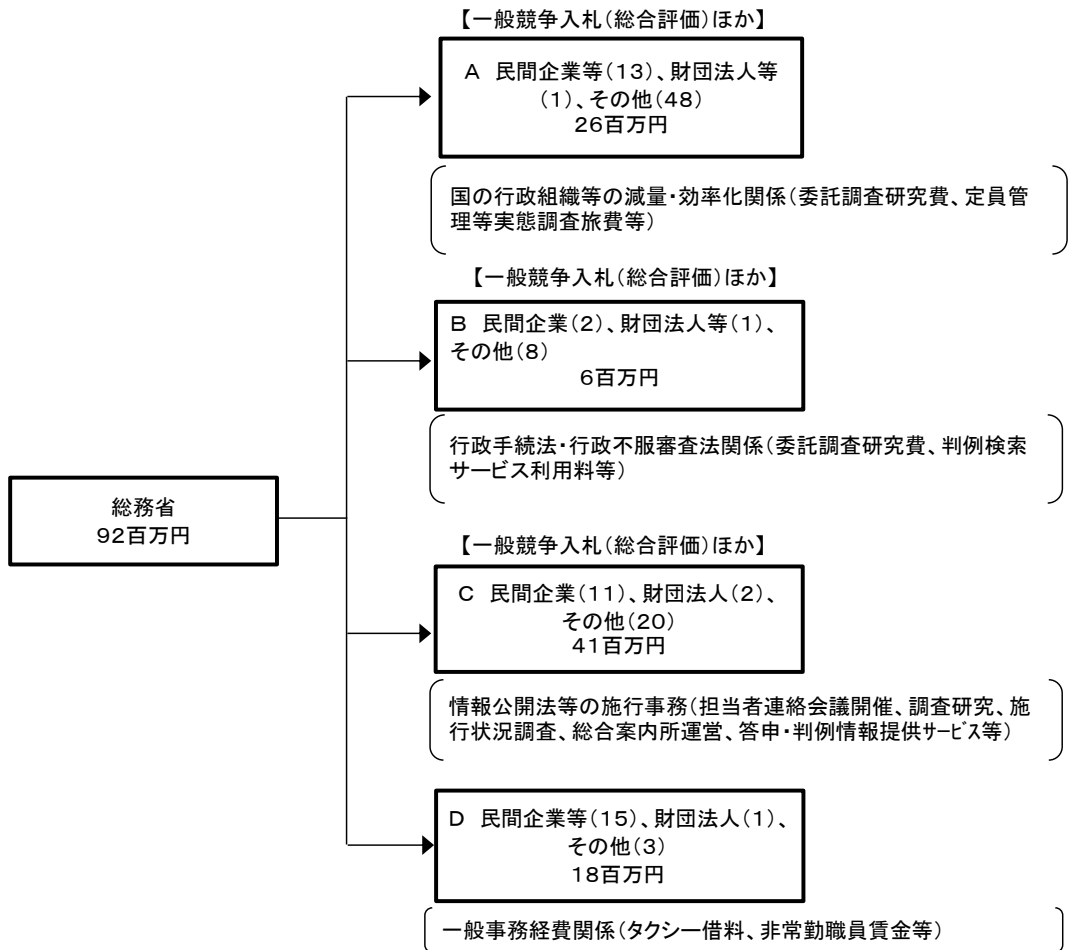 【一般競争入札(総合評価)ほか】
A 民間企業等(13)、財団法人等
(1)、その他(48)
26百万円
国の行政組織等の減量・効率化関係(委託調査研究費、定員管
理等実態調査旅費等)
【一般競争入札(総合評価)ほか】
B 民間企業(2)、財団法人等(1)、
その他(8)
6百万円
行政手続法・行政不服審査法関係(委託調査研究費、判例検索
サービス利用料等)
総務省
92百万円
【一般競争入札(総合評価)ほか】
C 民間企業(11)、財団法人(2)、
その他(20)
41百万円
情報公開法等の施行事務(担当者連絡会議開催、調査研究、施
行状況調査、総合案内所運営、答申・判例情報提供サービス等)
D 民間企業等(15)、財団法人(1)、
その他(3)
18百万円
一般事務経費関係(タクシー借料、非常勤職員賃金等)